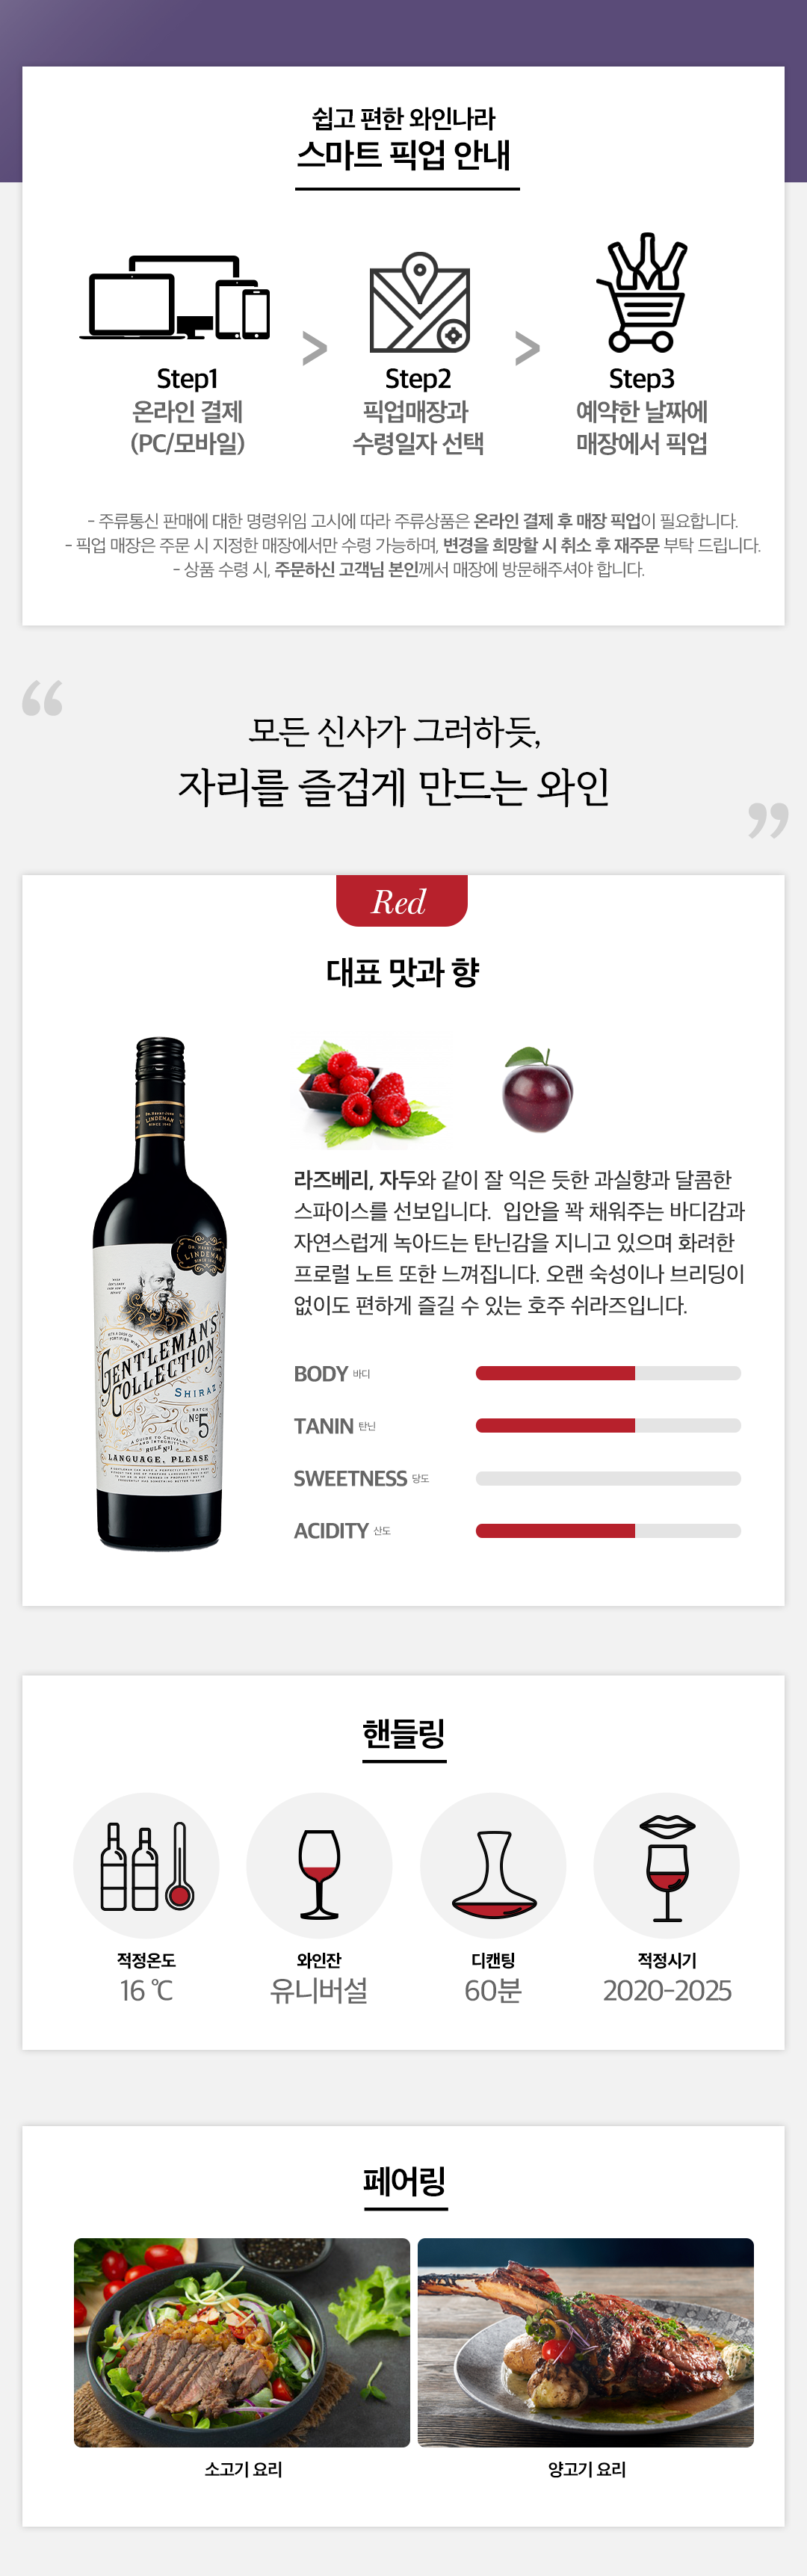 쉽고 편한 와인나라
스마트 픽업 안내
Step1
온라인 결제
(PC/모바일)
>
Step2
픽업매장과
수령일자 선택
>
Step3
예약한 날짜에
매장에서 픽업
- 주류통신 판매에 대한 명령위임 고시에 따라 주류상품은 온라인 결제 후 매장 픽업이 필요합니다.
- 픽업 매장은 주문 시 지정한 매장에서만 수령 가능하며, 변경을 희망할 시 취소 후 재주문 부탁 드립니다.
- 상품 수령 시, 주문하신 고객님 본인께서 매장에 방문해주셔야 합니다.
“
모든 신사가 그러하듯,
자리를 즐겁게 만드는 와인
”
Red
대표 맛과 향
라즈베리, 자두와 같이 잘 익은 듯한 과실향과 달콤한
스파이스를 선보입니다. 입안을 꽉 채워주는 바디감과
자연스럽게 녹아드는 탄닌감을 지니고 있으며 화려한
프로럴 노트 또한 느껴집니다. 오랜 숙성이나 브리딩이
없이도 편하게 즐길 수 있는 호주 쉬라즈입니다.
DR. HENRY JOHN
LINDEMAN
SINCE 1843
DR. HENRY JOHN
LINDEMAN
GENTLEMAN'S
COLLECTION
SHIRAZ
BATCH
Nº5
A GUIDE TO CHIVALRY
AND INTEGRITY
RULE Nº1
LANGUAGE, PLEASE
BODY 바디
TANIN 탄닌
SWEETNESS 당도
ACIDITY 산도
핸들링
적정온도
16 ℃
와인잔
유니버설
디캔팅
60분
적정시기
2020-2025
페어링
소고기 요리
양고기 요리